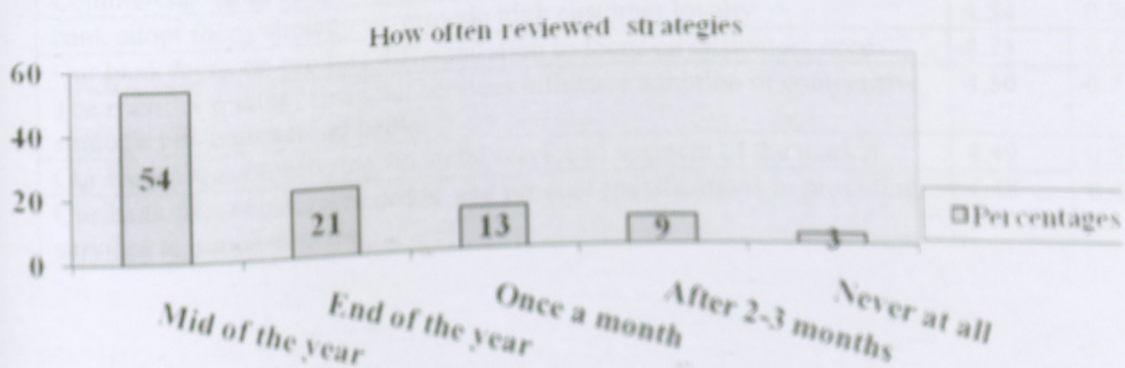 How often reviewed strategies
60
40
20
0
54
21
13
9
3
Percentages
Mid of the year
End of the year
Once a month
After 2-3 months
Never at all